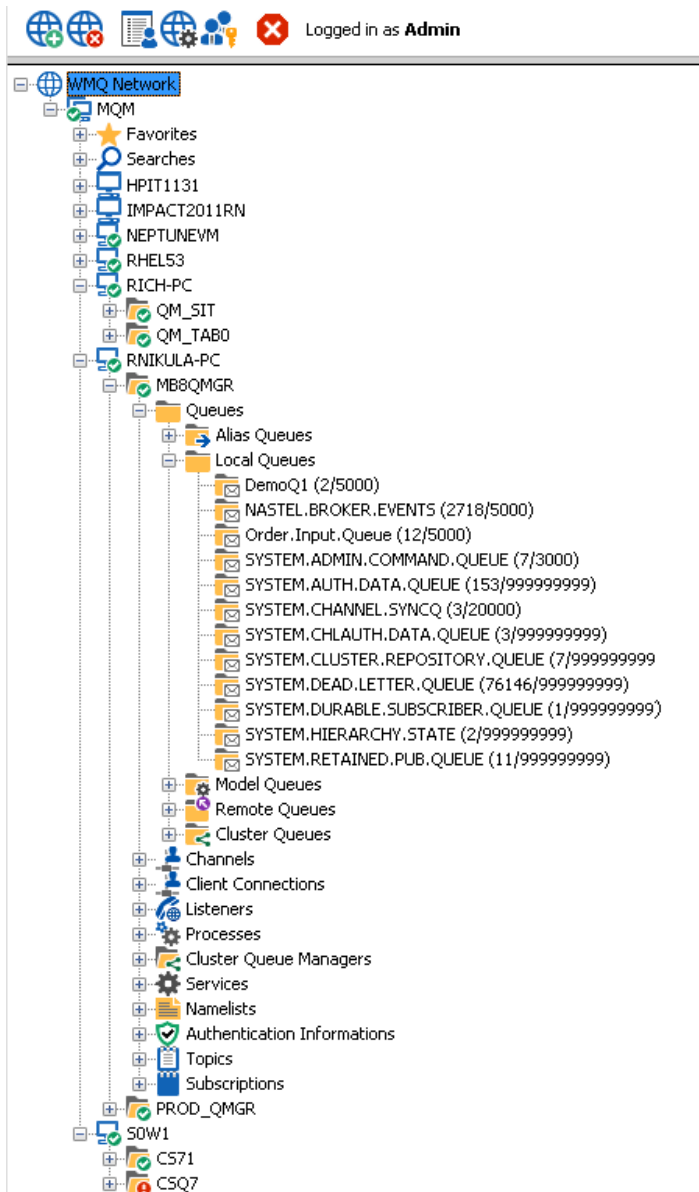 Logged in as Admin
WMQ Network
MQM
Favorites
Searches
HPIT1131
IMPACT2011RN
NEPTUNEVM
RHEL53
RICH-PC
QM_SIT
QM_TAB0
RNIKULA-PC
MB8QMGR
Queues
Alias Queues
Local Queues
DemoQ1 (2/5000)
NASTEL.BROKER.EVENTS (2718/5000)
Order.Input.Queue (12/5000)
SYSTEM.ADMIN.COMMAND.QUEUE (7/3000)
SYSTEM.AUTH.DATA.QUEUE (153/999999999)
SYSTEM.CHANNEL.SYNCQ (3/20000)
SYSTEM.CHLAUTH.DATA.QUEUE (3/999999999)
SYSTEM.CLUSTER.REPOSITORY.QUEUE (7/999999999
SYSTEM.DEAD.LETTER.QUEUE (76146/999999999)
SYSTEM.DURABLE.SUBSCRIBER.QUEUE (1/999999999)
SYSTEM.HIERARCHY.STATE (2/999999999)
SYSTEM.RETAINED.PUB.QUEUE (11/999999999)
Model Queues
Remote Queues
Cluster Queues
Channels
Client Connections
Listeners
Processes
Cluster Queue Managers
Services
Namelists
Authentication Informations
Topics
Subscriptions
PROD_QMGR
S0W1
CS71
CSQ7